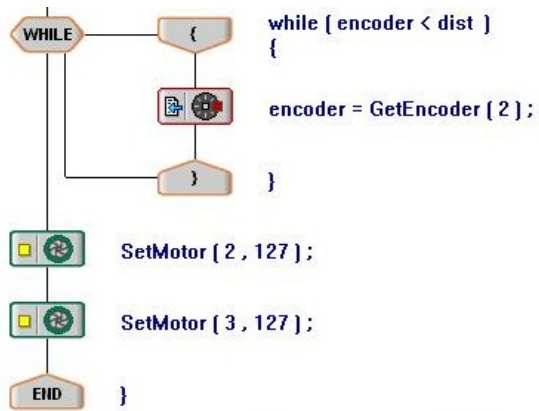 WHILE { while ( encoder < dist )
{
encoder = GetEncoder ( 2 ) ;
} }
SetMotor ( 2 , 127 ) ;
SetMotor ( 3 , 127 ) ;
END }